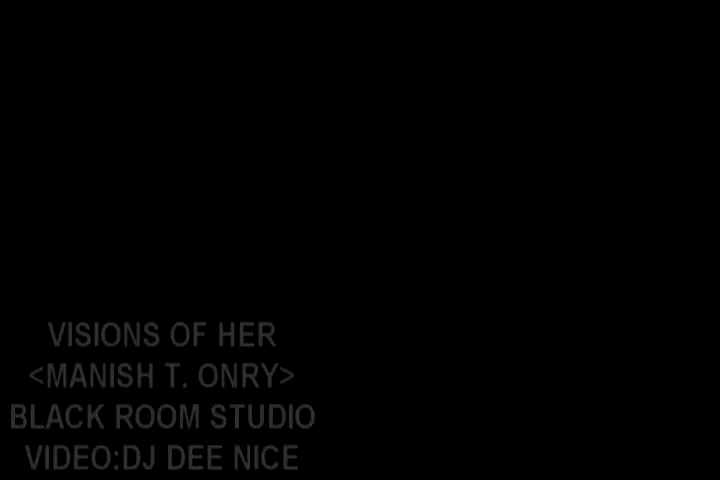 VISIONS OF HER
<MANISH T. ONRY>
BLACK ROOM STUDIO
VIDEO:DJ DEE NICE